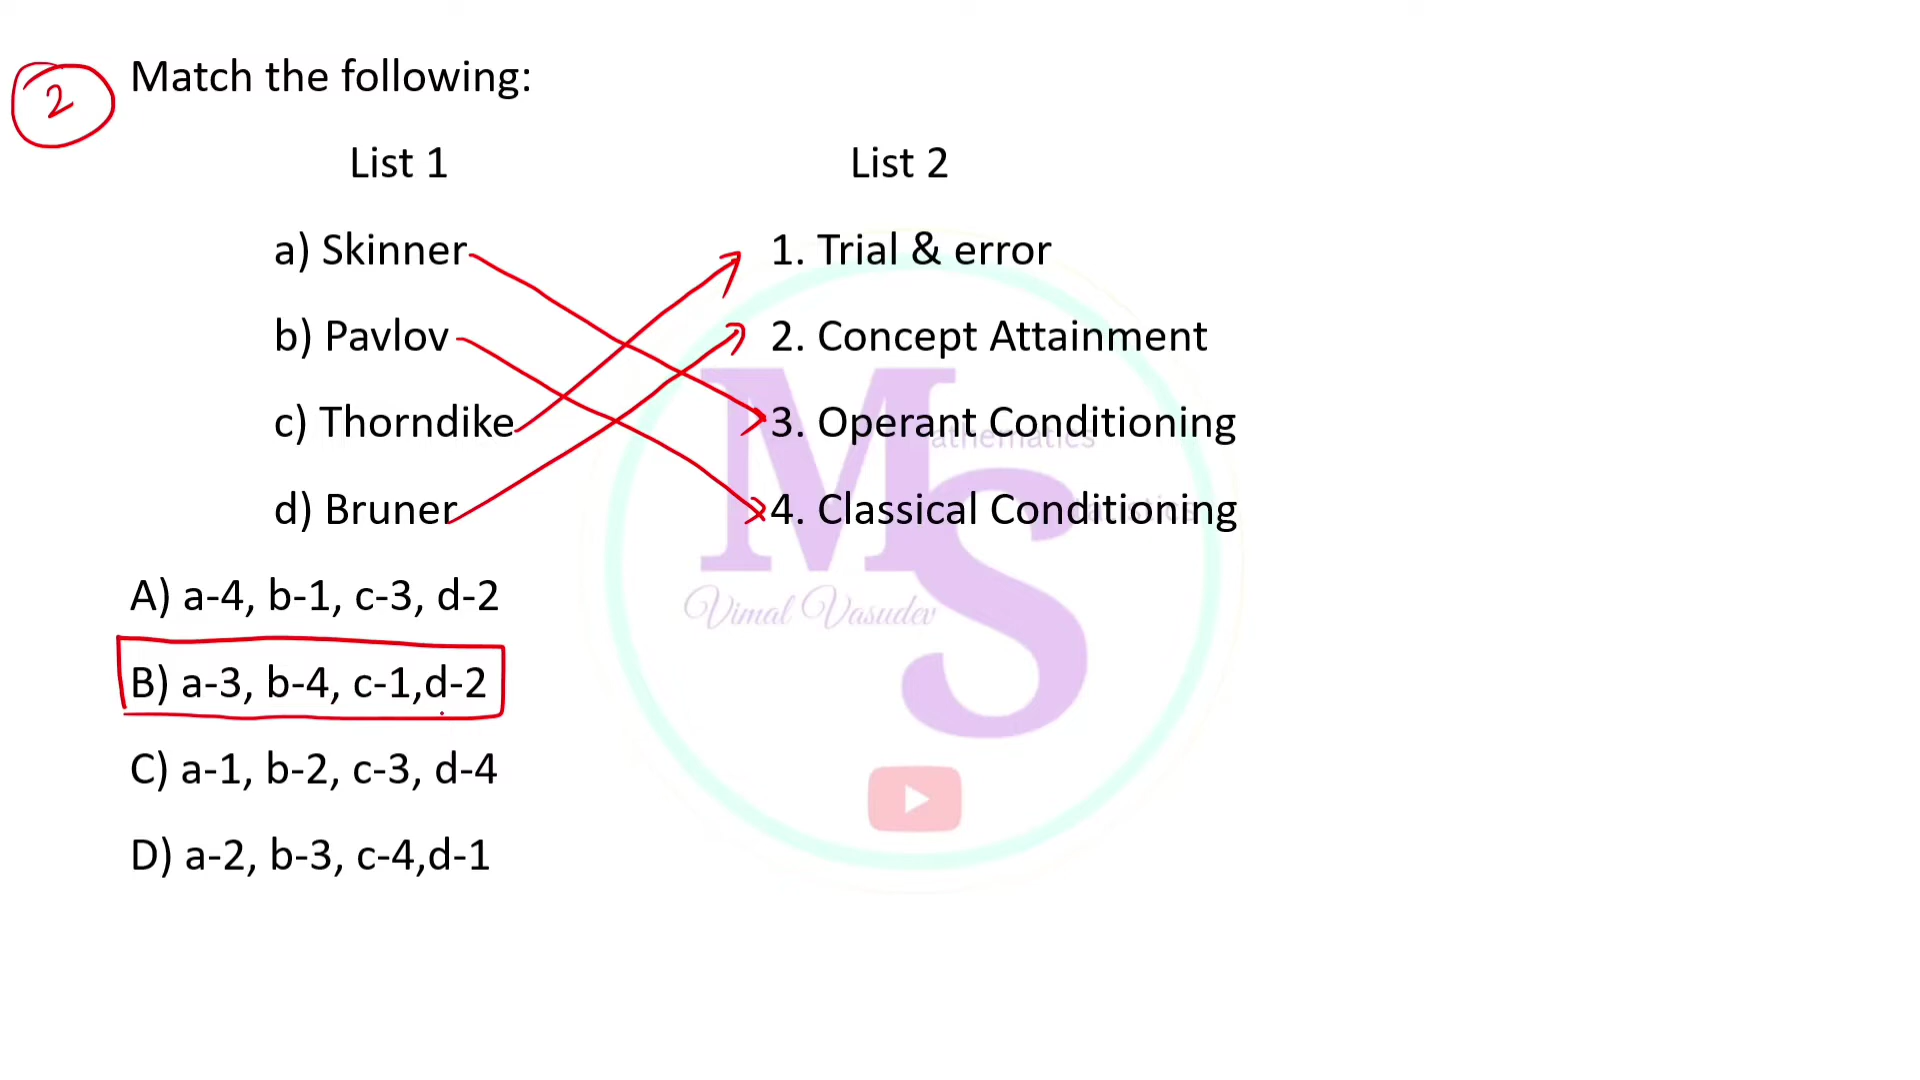 2 Match the following:
List 1 List 2
a) Skinner 1. Trial & error
b) Pavlov 2. Concept Attainment
c) Thorndike 3. Operant Conditioning
d) Bruner 4. Classical Conditioning
A) a-4, b-1, c-3, d-2
B) a-3, b-4, c-1,d-2
C) a-1, b-2, c-3, d-4
D) a-2, b-3, c-4,d-1
M
athematics
S
Vimal Vasudev